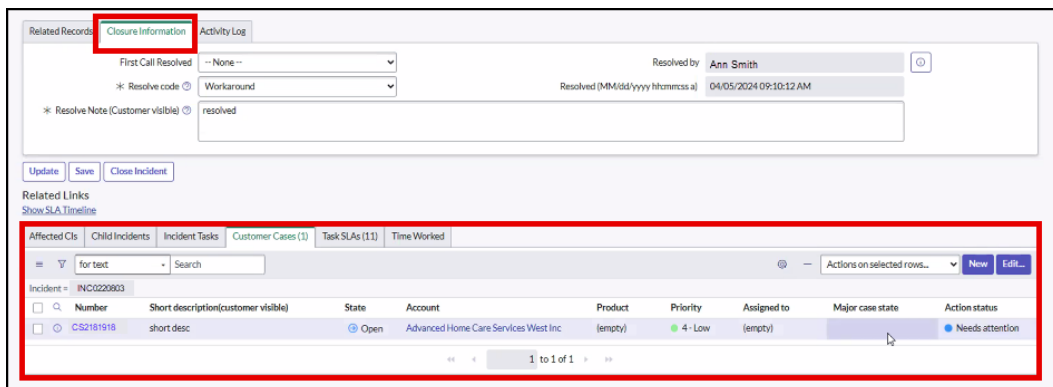 Related Records Closure Information Activity Log
First Call Resolved -- None -- Resolved by Ann Smith
Resolve code Workaround Resolved (MM/dd/yyyy hh:mm:ss a) 04/05/2024 09:10:12 AM
Resolve Note (Customer visible) resolved
Update Save Close Incident
Related Links
Show SLA Timeline
Affected CIs Child Incidents Incident Tasks Customer Cases (1) Task SLAs (11) Time Worked
for text Search Actions on selected rows... New Edit...
Incident = INC0220803
Number Short description(customer visible) State Account Product Priority Assigned to Major case state Action status
CS2181918 short desc Open Advanced Home Care Services West Inc (empty) 4 - Low (empty) Needs attention
1 to 1 of 1